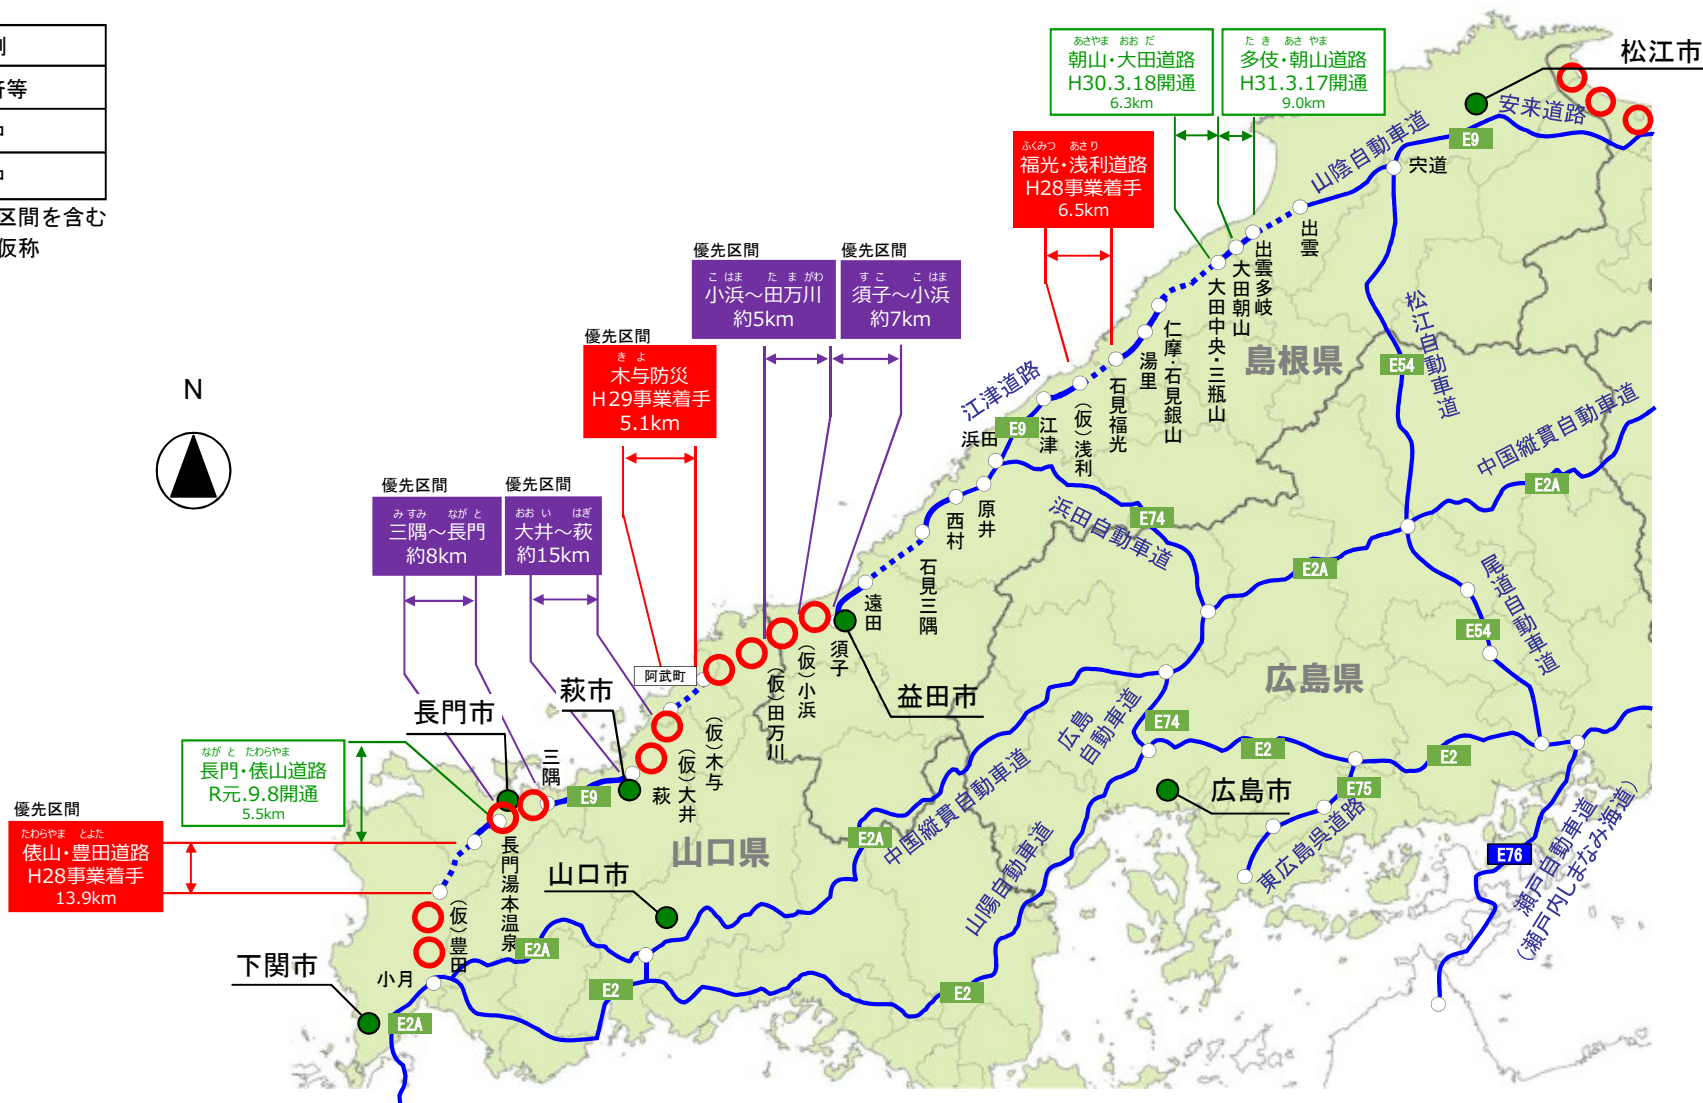 区間を含む
仮称
N
松江市
あさやま おおだ
朝山・大田道路
H30.3.18開通
6.3km
たき あさやま
多伎・朝山道路
H31.3.17開通
9.0km
ふくみつ あさり
福光・浅利道路
H28事業着手
6.5km
優先区間
こはま たまがわ
小浜～田万川
約5km
優先区間
すこ こはま
須子～小浜
約7km
優先区間
きよ
木与防災
H29事業着手
5.1km
優先区間
みすみ ながと
三隅～長門
約8km
優先区間
おおい はぎ
大井～萩
約15km
ながと たわらやま
長門・俵山道路
R元.9.8開通
5.5km
優先区間
たわらやま とよた
俵山・豊田道路
H28事業着手
13.9km
安来道路
E9
山陰自動車道
宍道
出雲
出雲多岐
大田朝山
大田中央・三瓶山
仁摩・石見銀山
湯里
石見福光
(仮)浅利
江津
江津道路
E9
浜田
原井
西村
石見三隅
遠田
須子
(仮)小浜
(仮)田万川
阿武町
(仮)木与
(仮)大井
萩
萩市
長門市
三隅
E9
長門湯本温泉
(仮)豊田
小月
下関市
E2A
山口市
益田市
広島市
島根県
広島県
山口県
松江自動車道
E54
中国縦貫自動車道
E2A
浜田自動車道
E74
E2A
尾道自動車道
E54
広島
自動車道
E74
E2
E2
E75
東広島呉道路
E76
瀬戸自動車道
(瀬戸内しまなみ海道)
中国縦貫自動車道
E2A
山陽自動車道
E2A
E2
E2